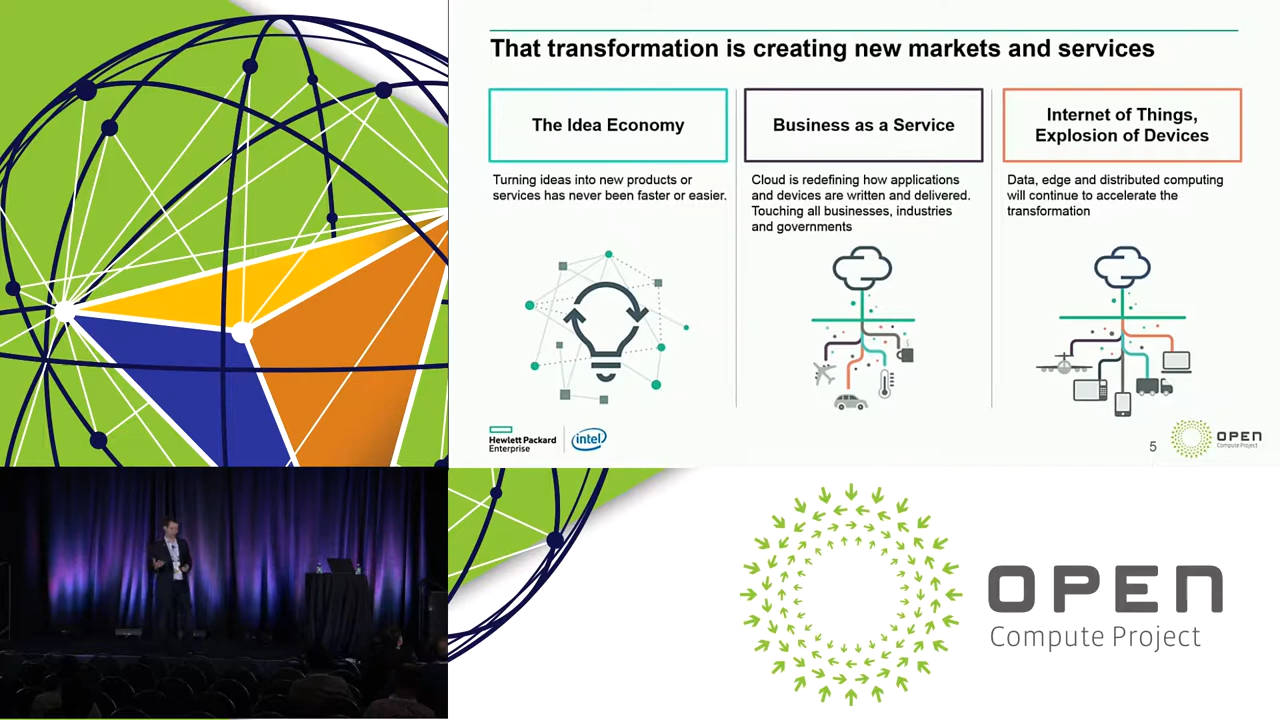 That transformation is creating new markets and services
The Idea Economy
Turning ideas into new products or
services has never been faster or easier.
Business as a Service
Cloud is redefining how applications
and devices are written and delivered.
Touching all businesses, industries
and governments
Internet of Things,
Explosion of Devices
Data, edge and distributed computing
will continue to accelerate the
transformation
Hewlett Packard
Enterprise
intel
5
OPEN
Compute Project
OPEN
Compute Project